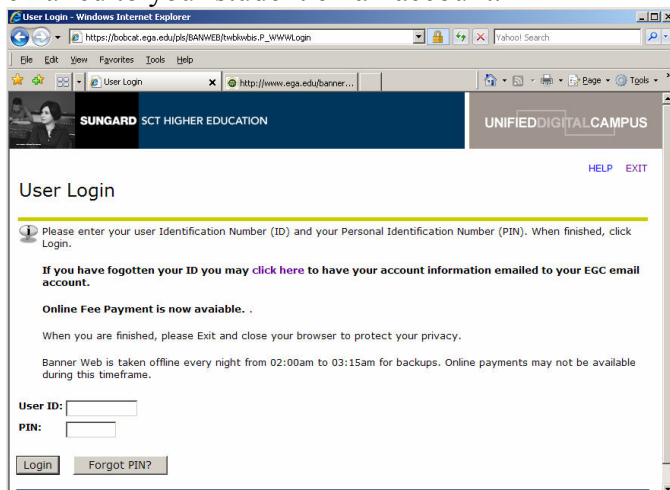 User Login - Windows Internet Explorer
https://bobcat.ega.edu/pls/BANWEB/twbkwbis.P_WWWLogin
Yahoo! Search
File Edit View Favorites Tools Help
User Login
http://www.ega.edu/banner...
Page Tools
SUNGARD SCT HIGHER EDUCATION
UNIFIEDDIGITALCAMPUS
HELP EXIT
User Login
Please enter your user Identification Number (ID) and your Personal Identification Number (PIN). When finished, click
Login.
If you have fogotten your ID you may click here to have your account information emailed to your EGC email
account.
Online Fee Payment is now avaiable. .
When you are finished, please Exit and close your browser to protect your privacy.
Banner Web is taken offline every night from 02:00am to 03:15am for backups. Online payments may not be available
during this timeframe.
User ID:
PIN:
Login Forgot PIN?